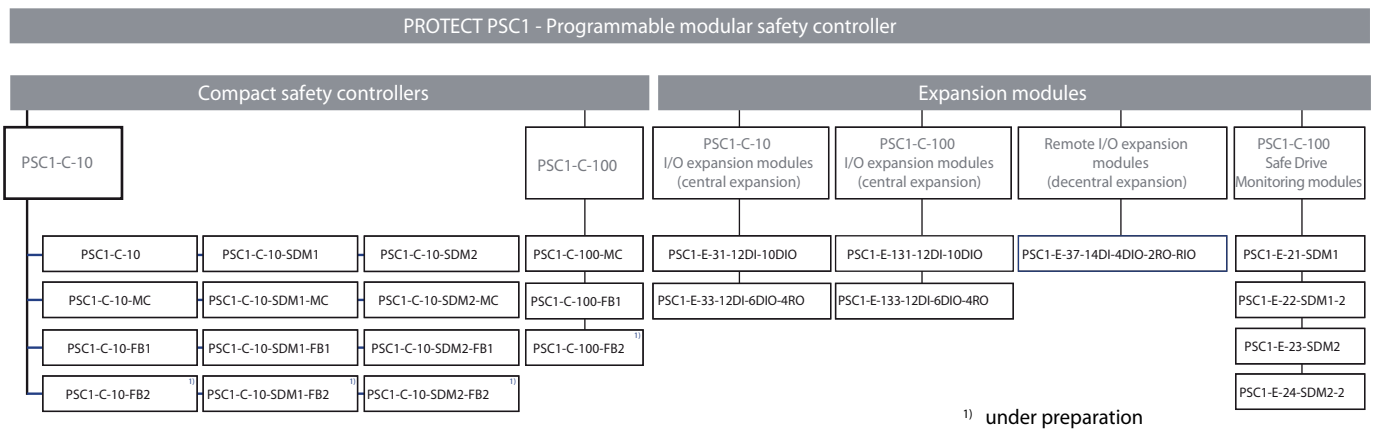 PROTECT PSC1 - Programmable modular safety controller
Compact safety controllers
Expansion modules
PSC1-C-10
PSC1-C-100
PSC1-C-10
I/O expansion modules
(central expansion)
PSC1-C-100
I/O expansion modules
(central expansion)
Remote I/O expansion
modules
(decentral expansion)
PSC1-C-100
Safe Drive
Monitoring modules
PSC1-C-10
PSC1-C-10-SDM1
PSC1-C-10-SDM2
PSC1-C-100-MC
PSC1-E-31-12DI-10DIO
PSC1-E-131-12DI-10DIO
PSC1-E-37-14DI-4DIO-2RO-RIO
PSC1-E-21-SDM1
PSC1-C-10-MC
PSC1-C-10-SDM1-MC
PSC1-C-10-SDM2-MC
PSC1-C-100-FB1
PSC1-E-33-12DI-6DIO-4RO
PSC1-E-133-12DI-6DIO-4RO
PSC1-E-22-SDM1-2
PSC1-C-10-FB1
PSC1-C-10-SDM1-FB1
PSC1-C-10-SDM2-FB1
PSC1-C-100-FB2 1)
PSC1-E-23-SDM2
PSC1-C-10-FB2 1)
PSC1-C-10-SDM1-FB2 1)
PSC1-C-10-SDM2-FB2 1)
PSC1-E-24-SDM2-2
1) under preparation